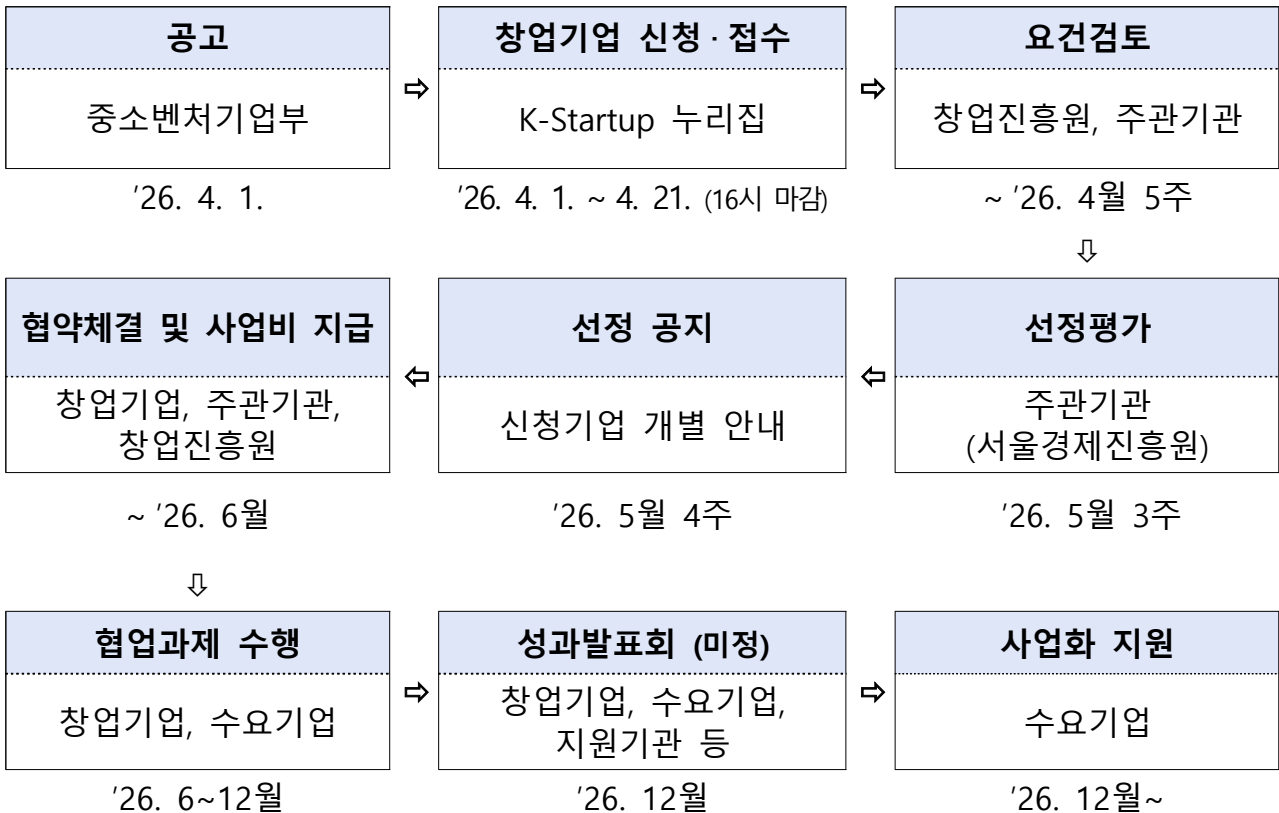 공고
중소벤처기업부
'26. 4. 1.
⇨
창업기업 신청 · 접수
K-Startup 누리집
'26. 4. 1. ~ 4. 21. (16시 마감)
⇨
요건검토
창업진흥원, 주관기관
~ '26. 4월 5주
⇩
선정평가
주관기관
(서울경제진흥원)
'26. 5월 3주
⇦
선정 공지
신청기업 개별 안내
'26. 5월 4주
⇦
협약체결 및 사업비 지급
창업기업, 주관기관,
창업진흥원
~ '26. 6월
⇩
협업과제 수행
창업기업, 수요기업
'26. 6~12월
⇨
성과발표회 (미정)
창업기업, 수요기업,
지원기관 등
'26. 12월
⇨
사업화 지원
수요기업
'26. 12월~